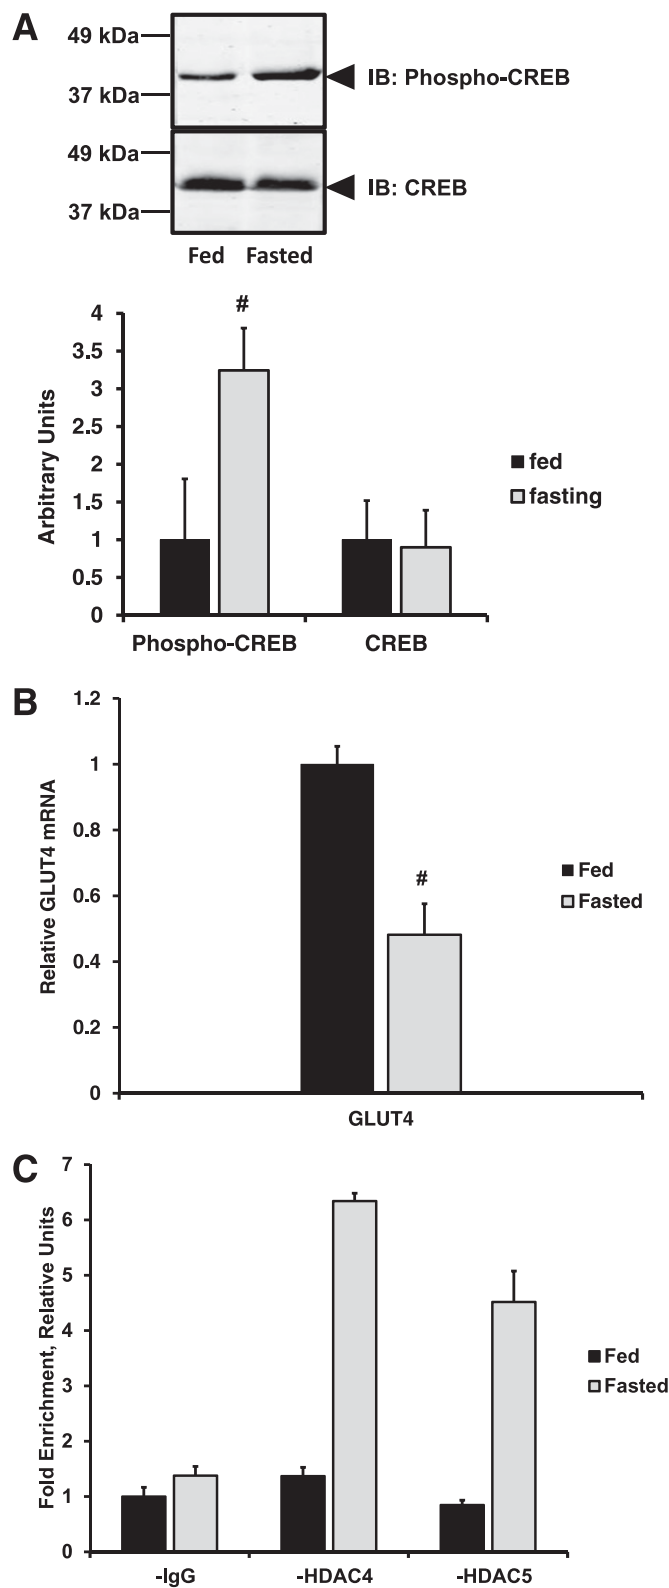 A
49 kDa
IB: Phospho-CREB
37 kDa
49 kDa
IB: CREB
37 kDa
Fed Fasted
#
4
3.5
3
2.5
2
1.5
1
0.5
0
Arbitrary Units
fed
fasting
Phospho-CREB CREB
B
1.2
1
0.8
0.6
0.4
0.2
0
Relative GLUT4 mRNA
#
Fed
Fasted
GLUT4
C
7
6
5
4
3
2
1
0
Fold Enrichment, Relative Units
Fed
Fasted
-IgG -HDAC4 -HDAC5